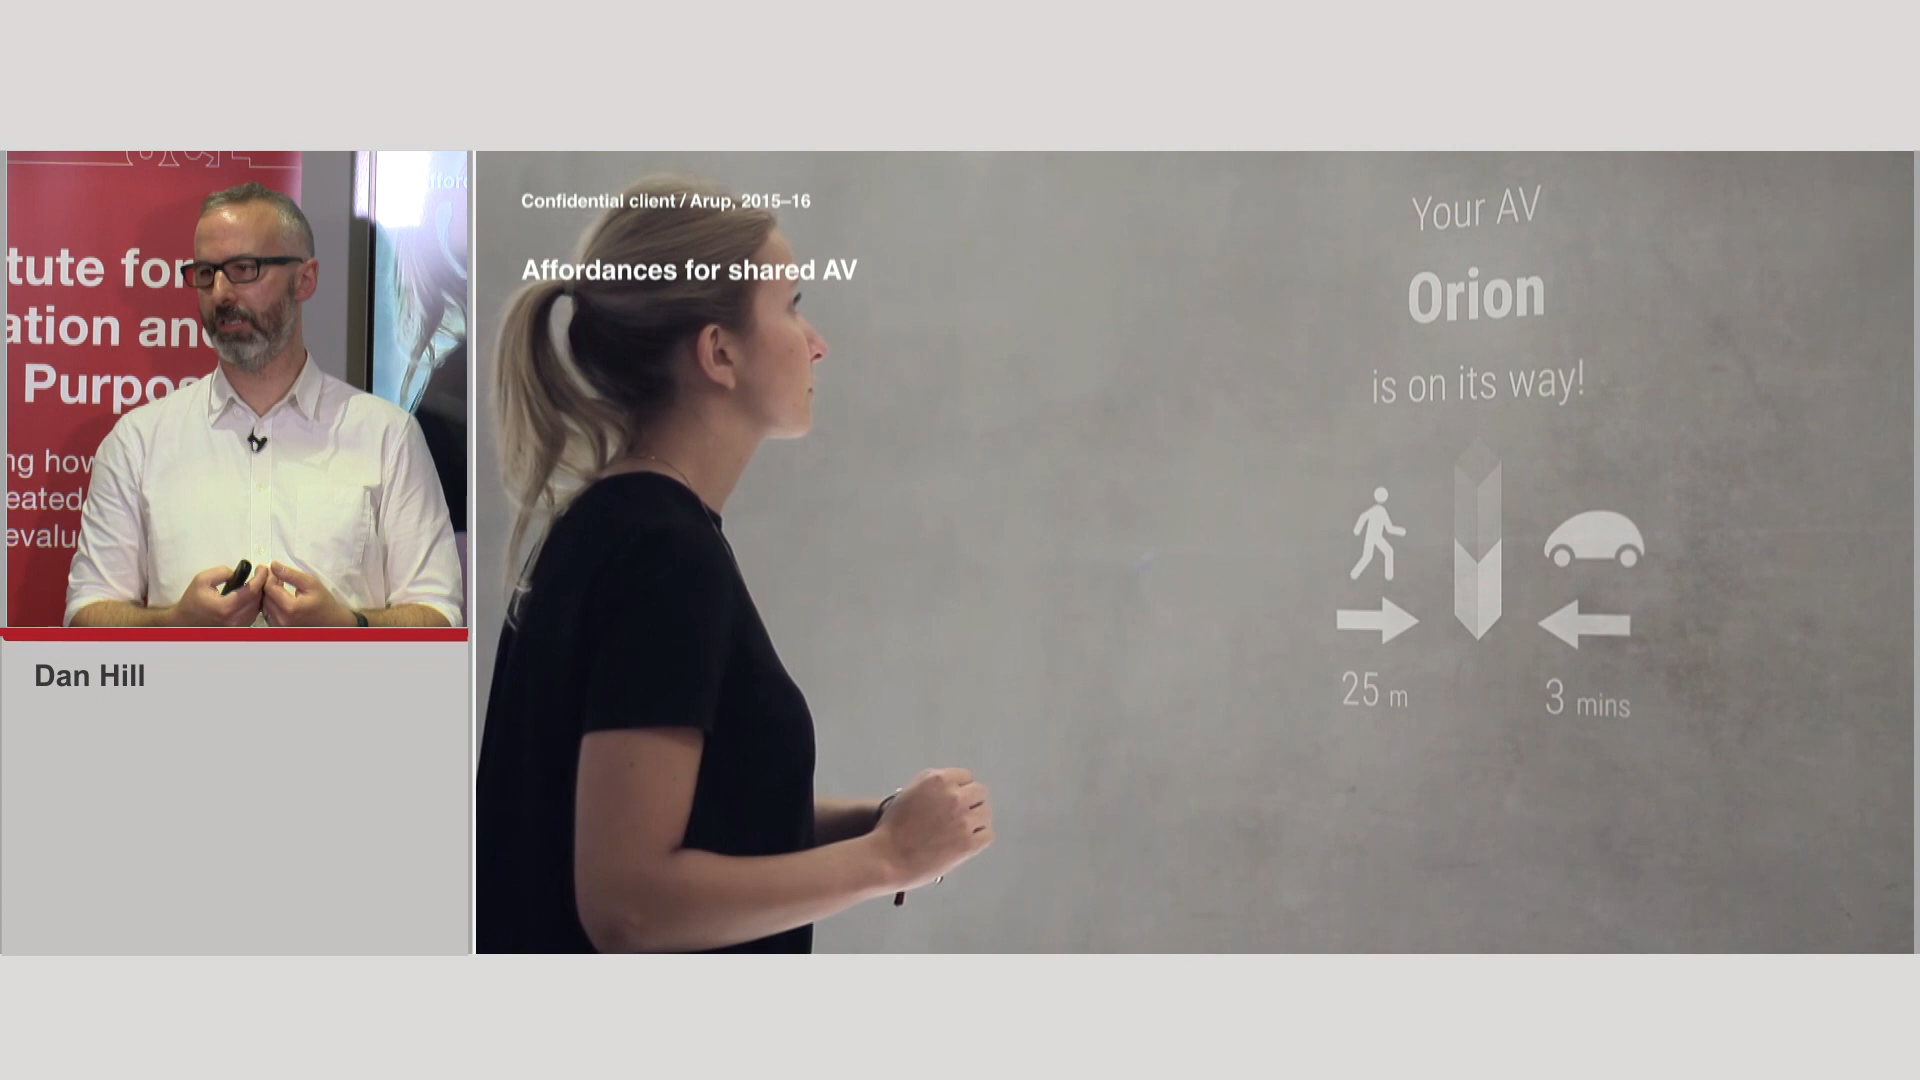 tute for
ation an
Purpos
ng how
eated
evalu
Dan Hill
Confidential client / Arup, 2015–16
Affordances for shared AV
Your AV
Orion
is on its way!
25 m
3 mins